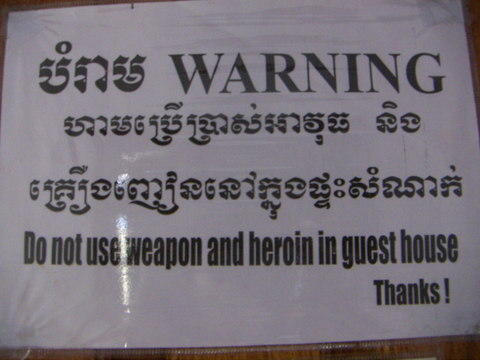 បំរាម WARNING
ហាមប្រើប្រាស់អាវុធ និង
គ្រឿងញៀននៅក្នុងផ្ទះសំណាក់
Do not use weapon and heroin in guest house
Thanks !